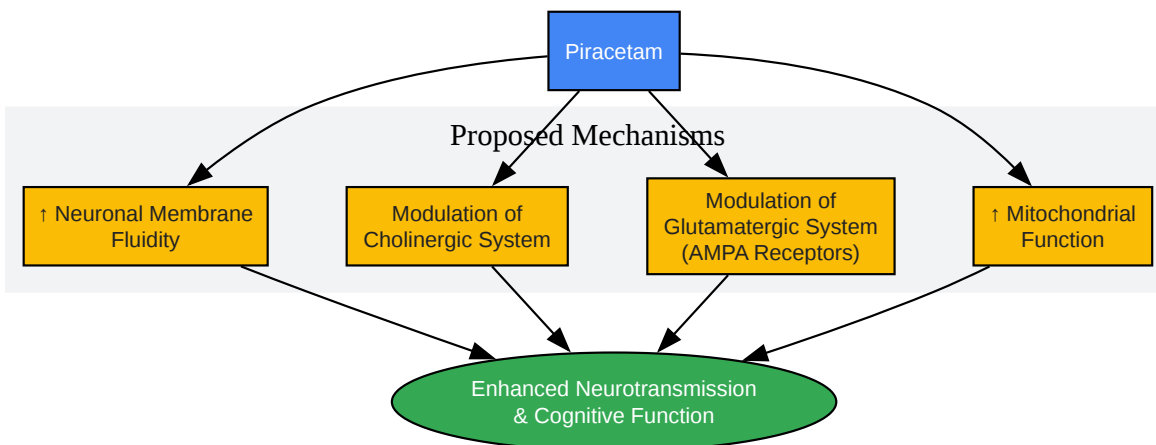 Piracetam
Proposed Mechanisms
↑ Neuronal Membrane
Fluidity
Modulation of
Cholinergic System
Modulation of
Glutamatergic System
(AMPA Receptors)
↑ Mitochondrial
Function
Enhanced Neurotransmission
& Cognitive Function